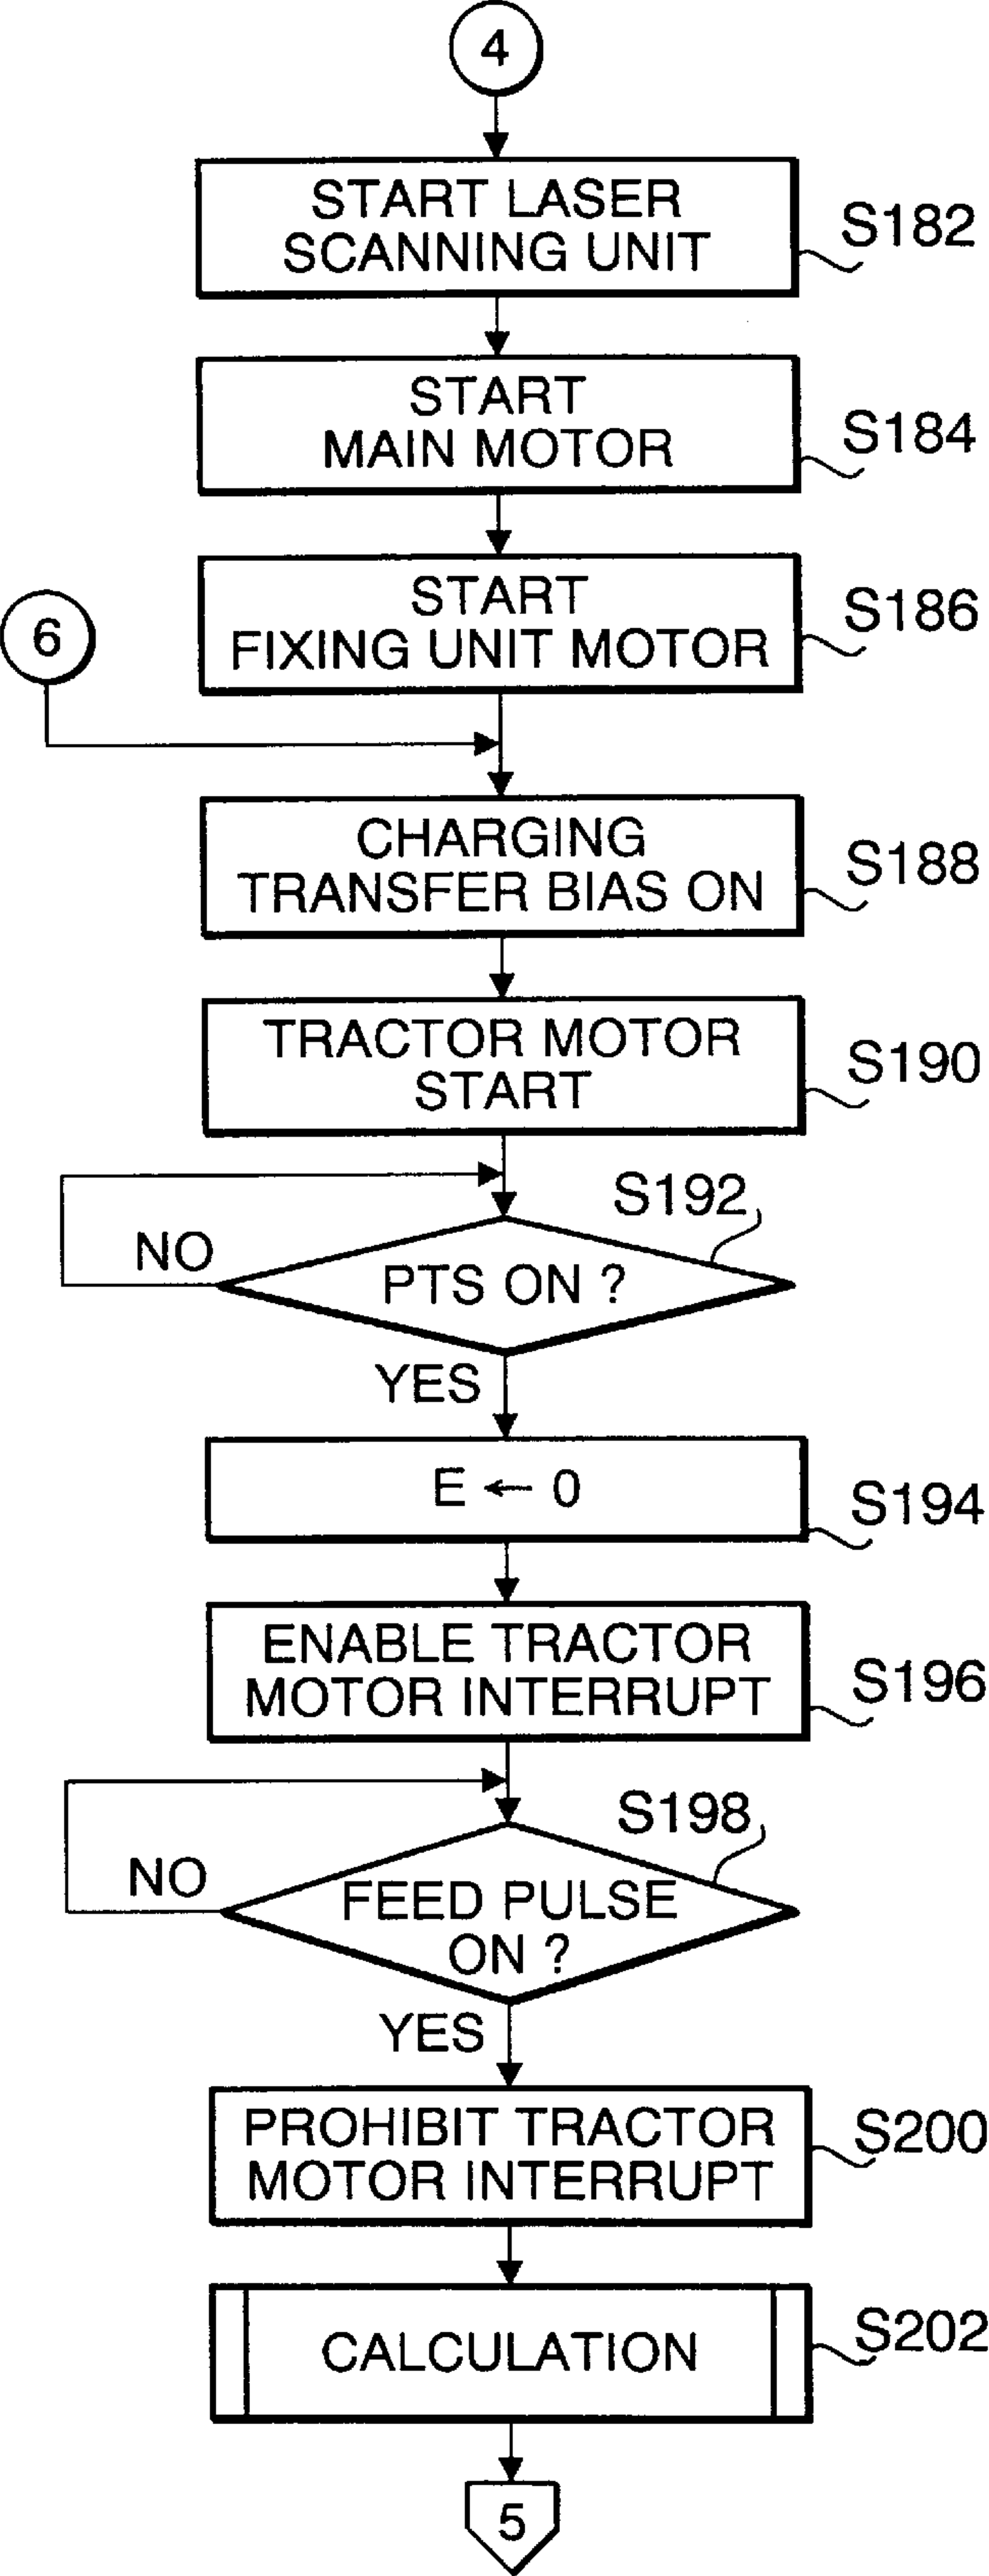 4
START LASER
SCANNING UNIT
S182
START
MAIN MOTOR
S184
START
FIXING UNIT MOTOR
S186
6
CHARGING
TRANSFER BIAS ON
S188
TRACTOR MOTOR
START
S190
S192
NO
PTS ON ?
YES
E ← 0
S194
ENABLE TRACTOR
MOTOR INTERRUPT
S196
S198
NO
FEED PULSE
ON ?
YES
PROHIBIT TRACTOR
MOTOR INTERRUPT
S200
CALCULATION
S202
5